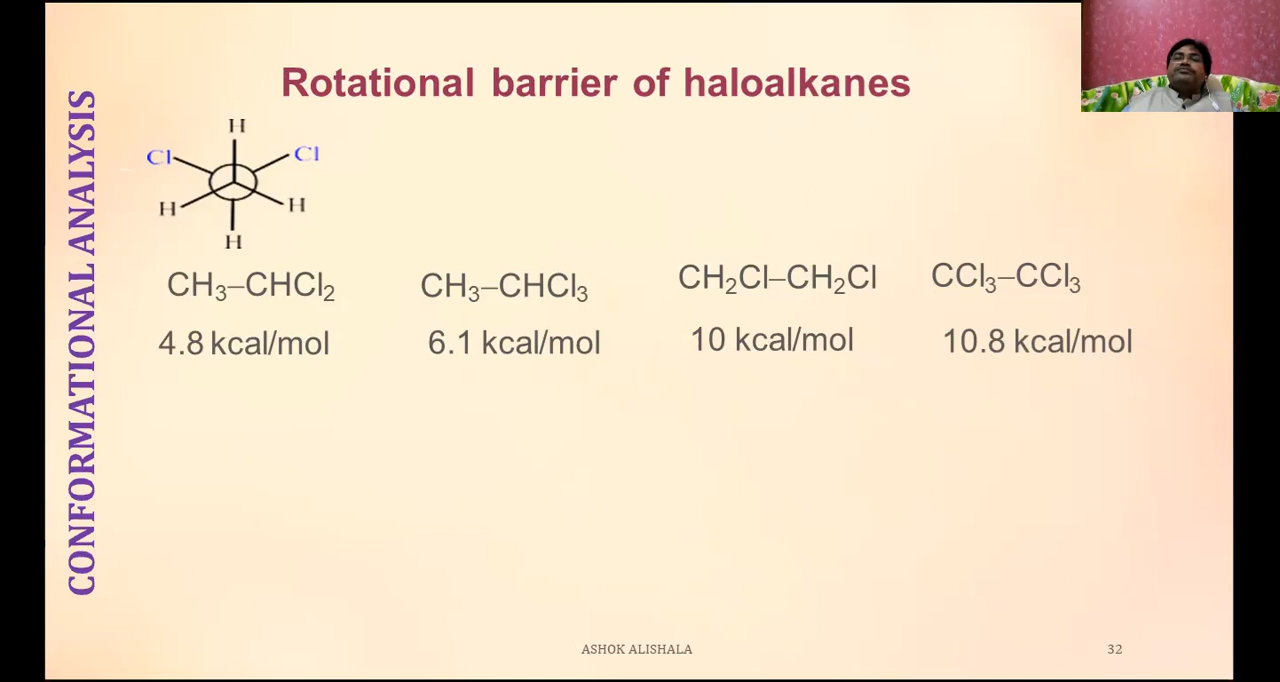 CONFORMATIONAL ANALYSIS
Rotational barrier of haloalkanes
H
Cl Cl
H H
H
CH₃–CHCl₂ CH₃–CHCl₃ CH₂Cl–CH₂Cl CCl₃–CCl₃
4.8 kcal/mol 6.1 kcal/mol 10 kcal/mol 10.8 kcal/mol
ASHOK ALISHALA 32